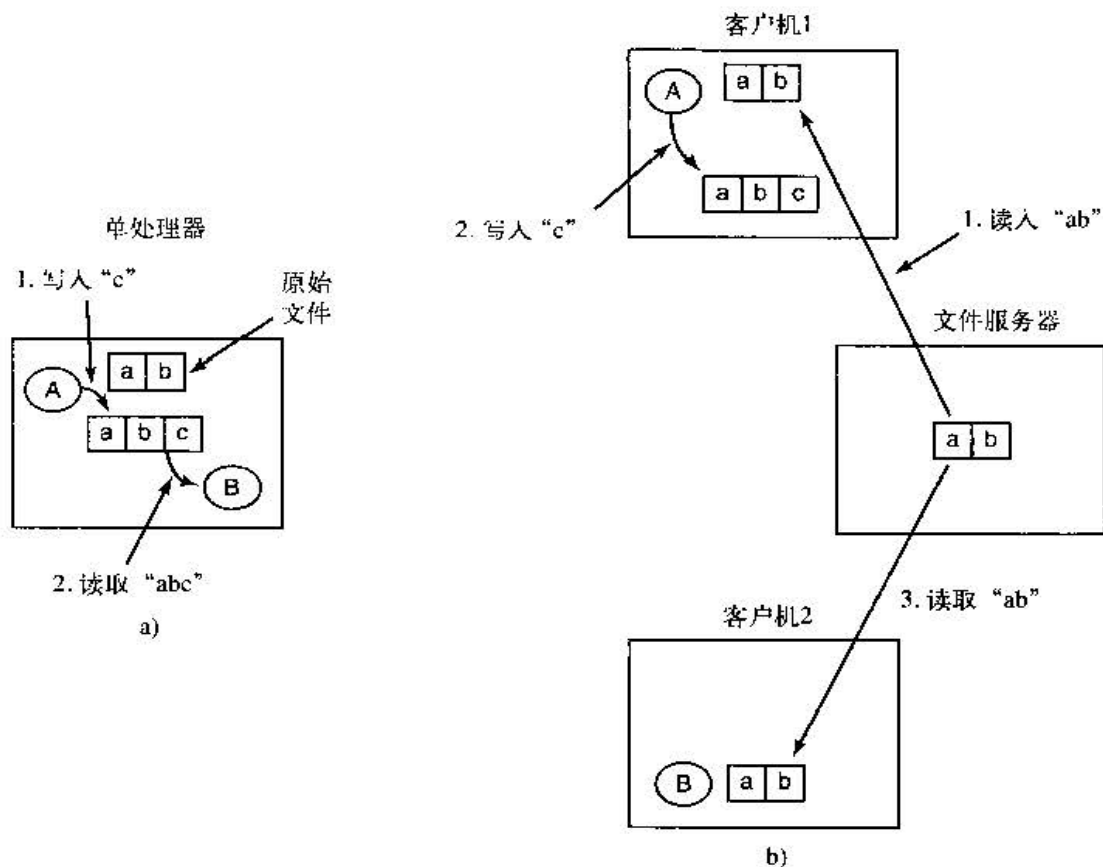 单处理器
1. 写入“c”
原始
文件
A
a b
a b c
B
2. 读取“abc”
a)
客户机1
A
a b
a b c
2. 写入“c”
1. 读入“ab”
文件服务器
a b
3. 读取“ab”
客户机2
B
a b
b)